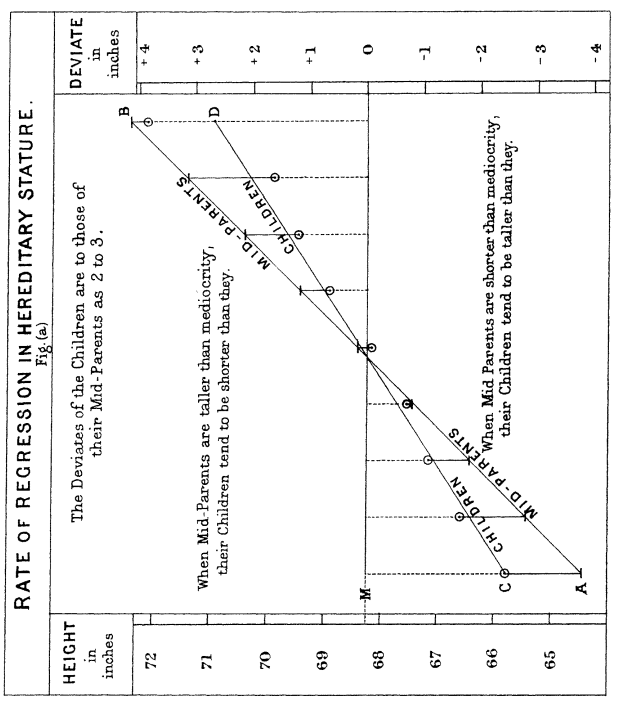 RATE OF REGRESSION IN HEREDITARY STATURE.
Fig.(a)
HEIGHT
in
inches
DEVIATE
in
inches
The Deviates of the Children are to those of
their Mid-Parents as 2 to 3.
When Mid-Parents are taller than mediocrity,
their Children tend to be shorter than they.
When Mid Parents are shorter than mediocrity,
their Children tend to be taller than they.
MID-PARENTS
CHILDREN
CHILDREN
MID-PARENTS
B
D
M
C
A
72
71
70
69
68
67
66
65
+4
+3
+2
+1
0
-1
-2
-3
-4